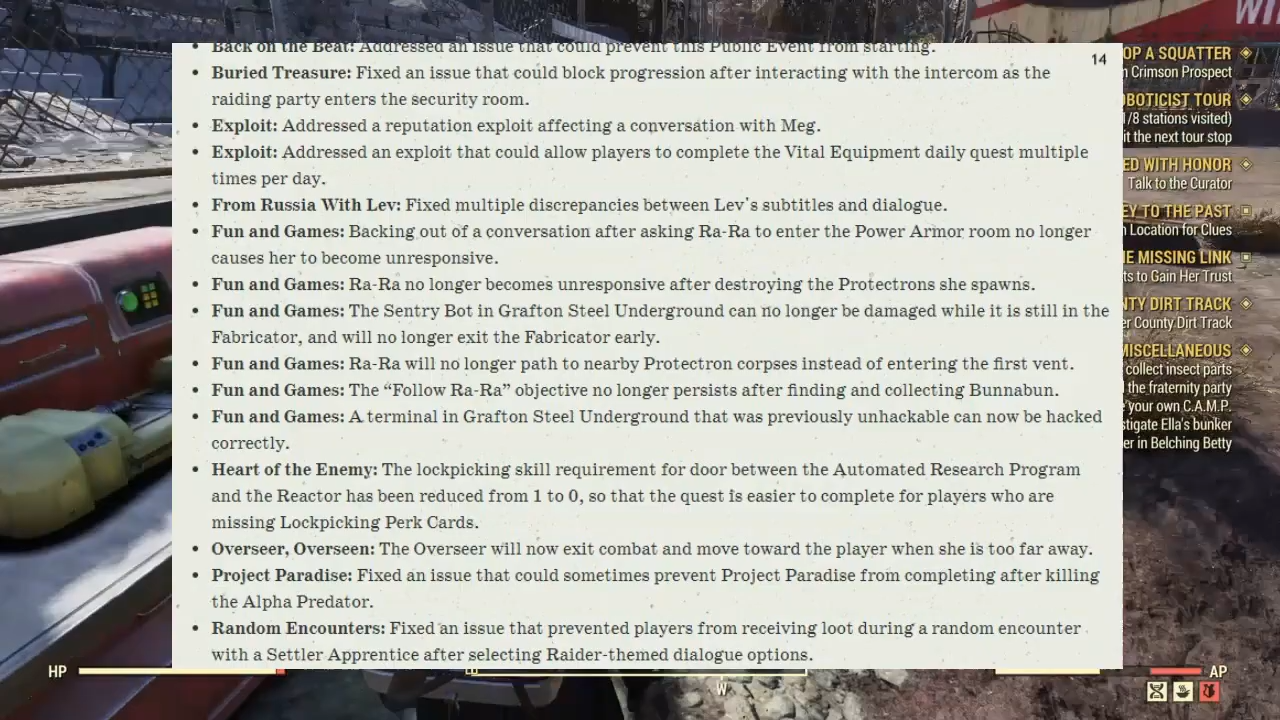 WI
Back on the Beat: Addressed an issue that could prevent this Public Event from starting.
14
• Buried Treasure: Fixed an issue that could block progression after interacting with the intercom as the
raiding party enters the security room.
• Exploit: Addressed a reputation exploit affecting a conversation with Meg.
• Exploit: Addressed an exploit that could allow players to complete the Vital Equipment daily quest multiple
times per day.
• From Russia With Lev: Fixed multiple discrepancies between Lev's subtitles and dialogue.
• Fun and Games: Backing out of a conversation after asking Ra-Ra to enter the Power Armor room no longer
causes her to become unresponsive.
• Fun and Games: Ra-Ra no longer becomes unresponsive after destroying the Protectrons she spawns.
• Fun and Games: The Sentry Bot in Grafton Steel Underground can no longer be damaged while it is still in the
Fabricator, and will no longer exit the Fabricator early.
• Fun and Games: Ra-Ra will no longer path to nearby Protectron corpses instead of entering the first vent.
• Fun and Games: The “Follow Ra-Ra” objective no longer persists after finding and collecting Bunnabun.
• Fun and Games: A terminal in Grafton Steel Underground that was previously unhackable can now be hacked
correctly.
• Heart of the Enemy: The lockpicking skill requirement for door between the Automated Research Program
and the Reactor has been reduced from 1 to 0, so that the quest is easier to complete for players who are
missing Lockpicking Perk Cards.
• Overseer, Overseen: The Overseer will now exit combat and move toward the player when she is too far away.
• Project Paradise: Fixed an issue that could sometimes prevent Project Paradise from completing after killing
the Alpha Predator.
• Random Encounters: Fixed an issue that prevented players from receiving loot during a random encounter
with a Settler Apprentice after selecting Raider-themed dialogue options.
OP A SQUATTER
Crimson Prospect
BOTICIST TOUR
1/8 stations visited)
it the next tour stop
ED WITH HONOR
Talk to the Curator
EY TO THE PAST
Location for Clues
E MISSING LINK
ts to Gain Her Trust
NTY DIRT TRACK
er County Dirt Track
MISCELLANEOUS
collect insect parts
the fraternity party
your own C.A.M.P.
stigate Ella's bunker
er in Belching Betty
HP
W
AP